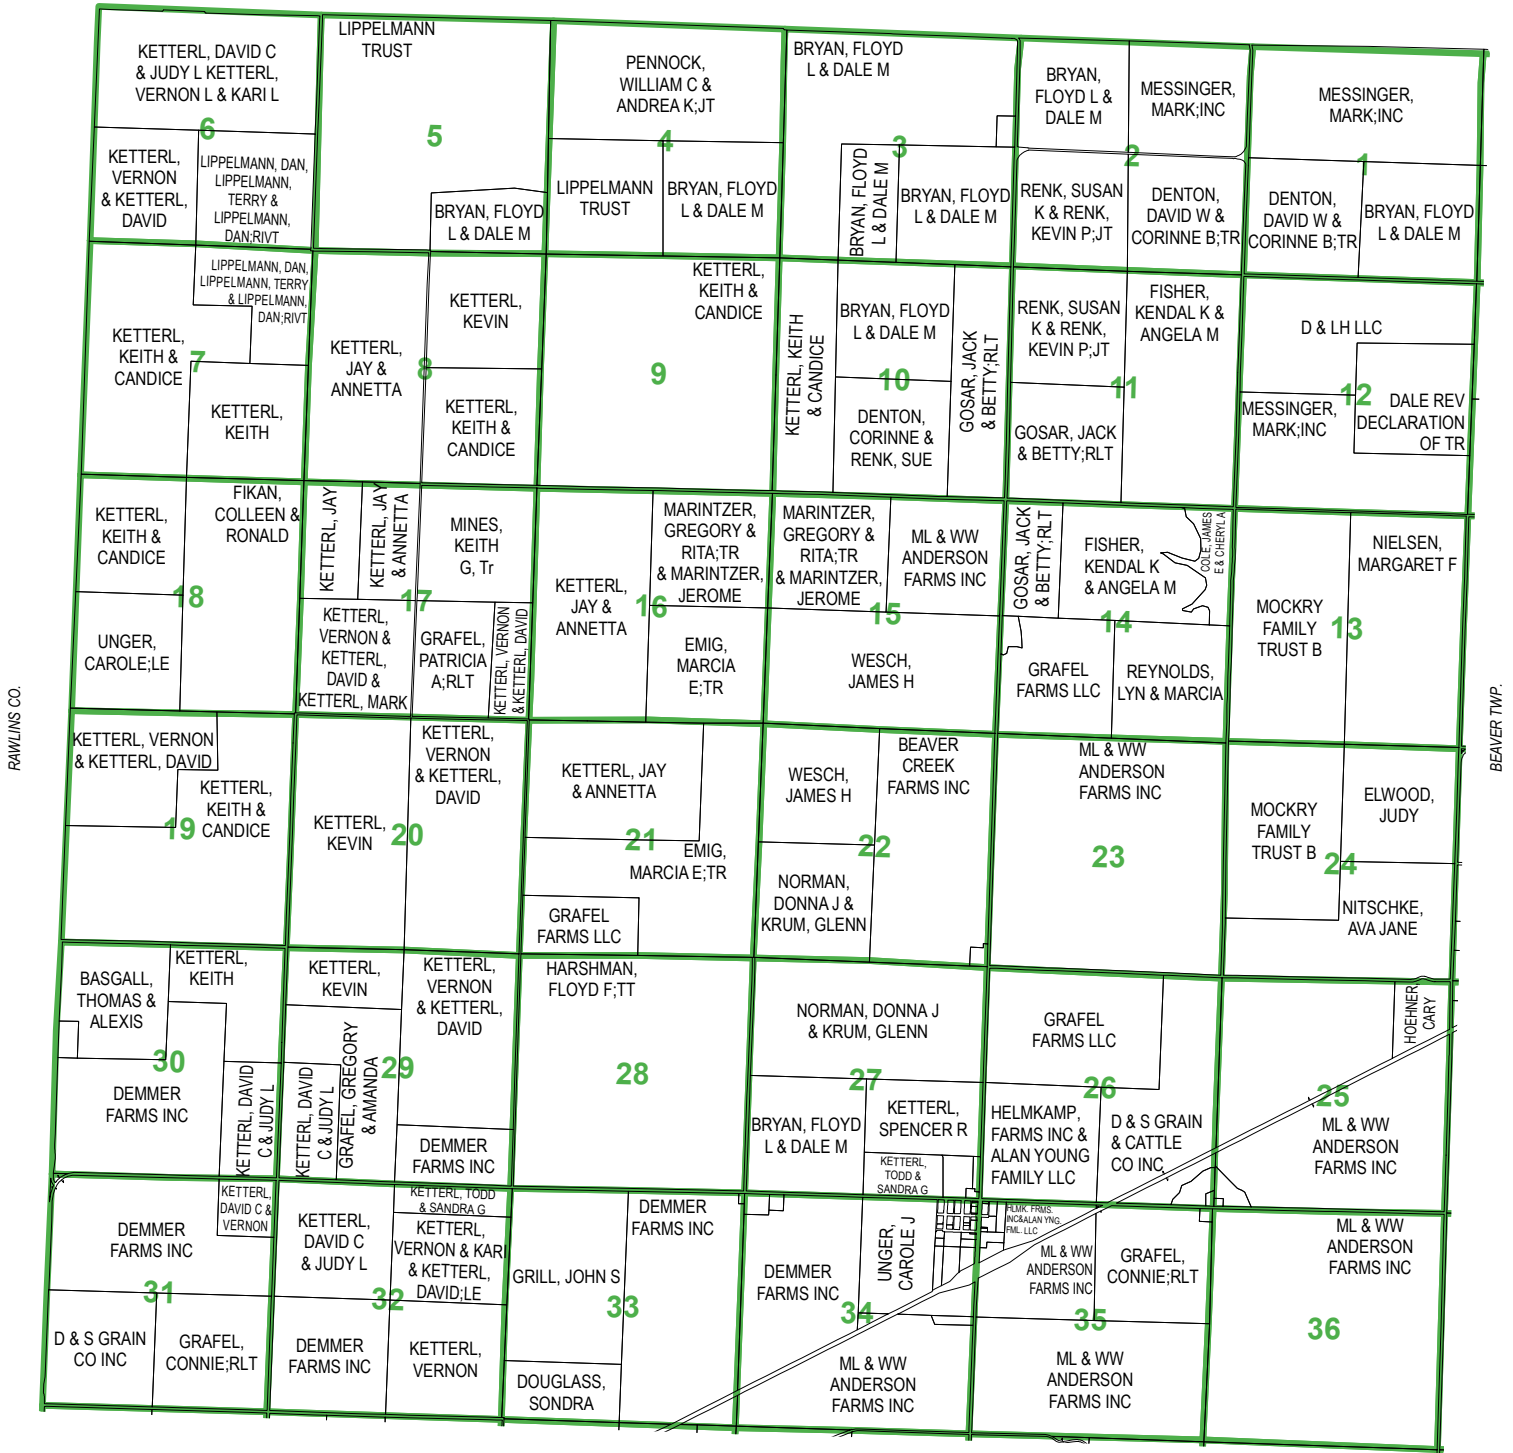 KETTERL, DAVID C
& JUDY L KETTERL,
VERNON L & KARI L
6
KETTERL,
VERNON
& KETTERL,
DAVID
LIPPELMANN, DAN,
LIPPELMANN,
TERRY &
LIPPELMANN,
DAN;RIVT
LIPPELMANN
TRUST
5
BRYAN, FLOYD
L & DALE M
PENNOCK,
WILLIAM C &
ANDREA K;JT
4
LIPPELMANN
TRUST
BRYAN, FLOYD
L & DALE M
BRYAN, FLOYD
L & DALE M
3
BRYAN, FLOYD
L & DALE M
BRYAN, FLOYD
L & DALE M
BRYAN,
FLOYD L &
DALE M
MESSINGER,
MARK;INC
2
RENK, SUSAN
K & RENK,
KEVIN P;JT
DENTON,
DAVID W &
CORINNE B;TR
MESSINGER,
MARK;INC
1
DENTON,
DAVID W &
CORINNE B;TR
BRYAN, FLOYD
L & DALE M
LIPPELMANN, DAN,
LIPPELMANN, TERRY
& LIPPELMANN,
DAN;RIVT
KETTERL,
KEITH &
CANDICE
7
KETTERL,
KEITH
KETTERL,
JAY &
ANNETTA
8
KETTERL,
KEVIN
KETTERL,
KEITH &
CANDICE
KETTERL,
KEITH &
CANDICE
9
KETTERL, KEITH
& CANDICE
BRYAN, FLOYD
L & DALE M
10
DENTON,
CORINNE &
RENK, SUE
GOSAR, JACK
& BETTY;RLT
RENK, SUSAN
K & RENK,
KEVIN P;JT
FISHER,
KENDAL K &
ANGELA M
11
GOSAR, JACK
& BETTY;RLT
D & LH LLC
12
MESSINGER,
MARK;INC
DALE REV
DECLARATION
OF TR
KETTERL,
KEITH &
CANDICE
FIKAN,
COLLEEN &
RONALD
18
UNGER,
CAROLE;LE
KETTERL, JAY
KETTERL, JAY
& ANNETTA
MINES,
KEITH
G, Tr
17
KETTERL,
VERNON &
KETTERL,
DAVID &
KETTERL, MARK
GRAFEL,
PATRICIA
A;RLT
KETTERL, VERNON
& KETTERL, DAVID
KETTERL,
JAY &
ANNETTA
16
MARINTZER,
GREGORY &
RITA;TR
& MARINTZER,
JEROME
EMIG,
MARCIA
E;TR
MARINTZER,
GREGORY &
RITA;TR
& MARINTZER,
JEROME
ML & WW
ANDERSON
FARMS INC
15
WESCH,
JAMES H
GOSAR, JACK
& BETTY;RLT
FISHER,
KENDAL K
& ANGELA M
COLE, JAMES
E & CHERYL A
14
GRAFEL
FARMS LLC
REYNOLDS,
LYN & MARCIA
MOCKRY
FAMILY
TRUST B
13
NIELSEN,
MARGARET F
RAWLINS CO.
BEAVER TWP.
KETTERL, VERNON
& KETTERL, DAVID
KETTERL,
KEITH &
CANDICE
19
KETTERL,
KEVIN
20
KETTERL,
VERNON
& KETTERL,
DAVID
KETTERL, JAY
& ANNETTA
21
EMIG,
MARCIA E;TR
GRAFEL
FARMS LLC
WESCH,
JAMES H
BEAVER
CREEK
FARMS INC
22
NORMAN,
DONNA J &
KRUM, GLENN
ML & WW
ANDERSON
FARMS INC
23
MOCKRY
FAMILY
TRUST B
24
ELWOOD,
JUDY
NITSCHKE,
AVA JANE
BASGALL,
THOMAS &
ALEXIS
KETTERL,
KEITH
30
DEMMER
FARMS INC
KETTERL, DAVID
C & JUDY L
KETTERL,
KEVIN
KETTERL,
VERNON
& KETTERL,
DAVID
29
KETTERL, DAVID
C & JUDY L
GRAFEL, GREGORY
& AMANDA
DEMMER
FARMS INC
HARSHMAN,
FLOYD F;TT
28
NORMAN, DONNA J
& KRUM, GLENN
27
BRYAN, FLOYD
L & DALE M
KETTERL,
SPENCER R
KETTERL,
TODD &
SANDRA G
GRAFEL
FARMS LLC
26
HELMKAMP,
FARMS INC &
ALAN YOUNG
FAMILY LLC
D & S GRAIN
& CATTLE
CO INC
HOEHNER,
CARY
25
ML & WW
ANDERSON
FARMS INC
KETTERL,
DAVID C &
VERNON
DEMMER
FARMS INC
31
D & S GRAIN
CO INC
GRAFEL,
CONNIE;RLT
KETTERL,
DAVID C
& JUDY L
KETTERL, TODD
& SANDRA G
KETTERL,
VERNON & KARI
& KETTERL,
DAVID;LE
32
DEMMER
FARMS INC
KETTERL,
VERNON
GRILL, JOHN S
DEMMER
FARMS INC
33
DOUGLASS,
SONDRA
DEMMER
FARMS INC
UNGER,
CAROLE J
34
ML & WW
ANDERSON
FARMS INC
HLMK. FRMS.
INC&ALAN YNG.
FML. LLC
ML & WW
ANDERSON
FARMS INC
GRAFEL,
CONNIE;RLT
35
ML & WW
ANDERSON
FARMS INC
ML & WW
ANDERSON
FARMS INC
36